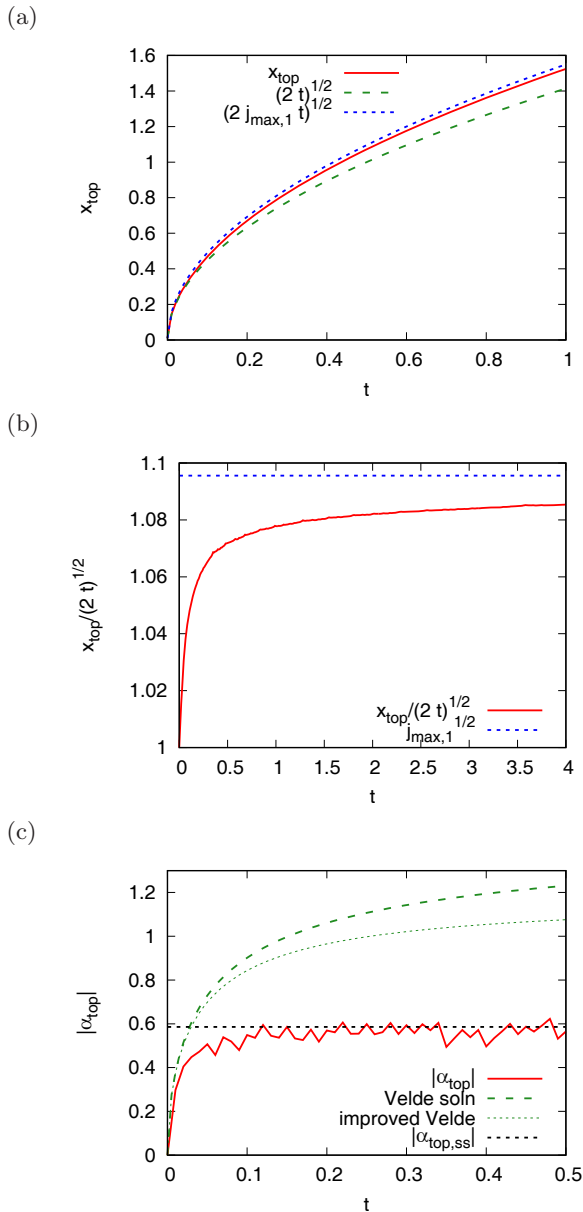 (a)
1.6
1.4
1.2
1
0.8
0.6
0.4
0.2
0
x_top
x_top
(2 t)^1/2
(2 j_max,1 t)^1/2
0 0.2 0.4 0.6 0.8 1
t
(b)
1.1
1.08
1.06
1.04
1.02
1
x_top/(2 t)^1/2
x_top/(2 t)^1/2
j_max,1^1/2
0 0.5 1 1.5 2 2.5 3 3.5 4
t
(c)
1.2
1
0.8
0.6
0.4
0.2
0
|α_top|
|α_top|
Velde soln
improved Velde
|α_top,ss|
0 0.1 0.2 0.3 0.4 0.5
t